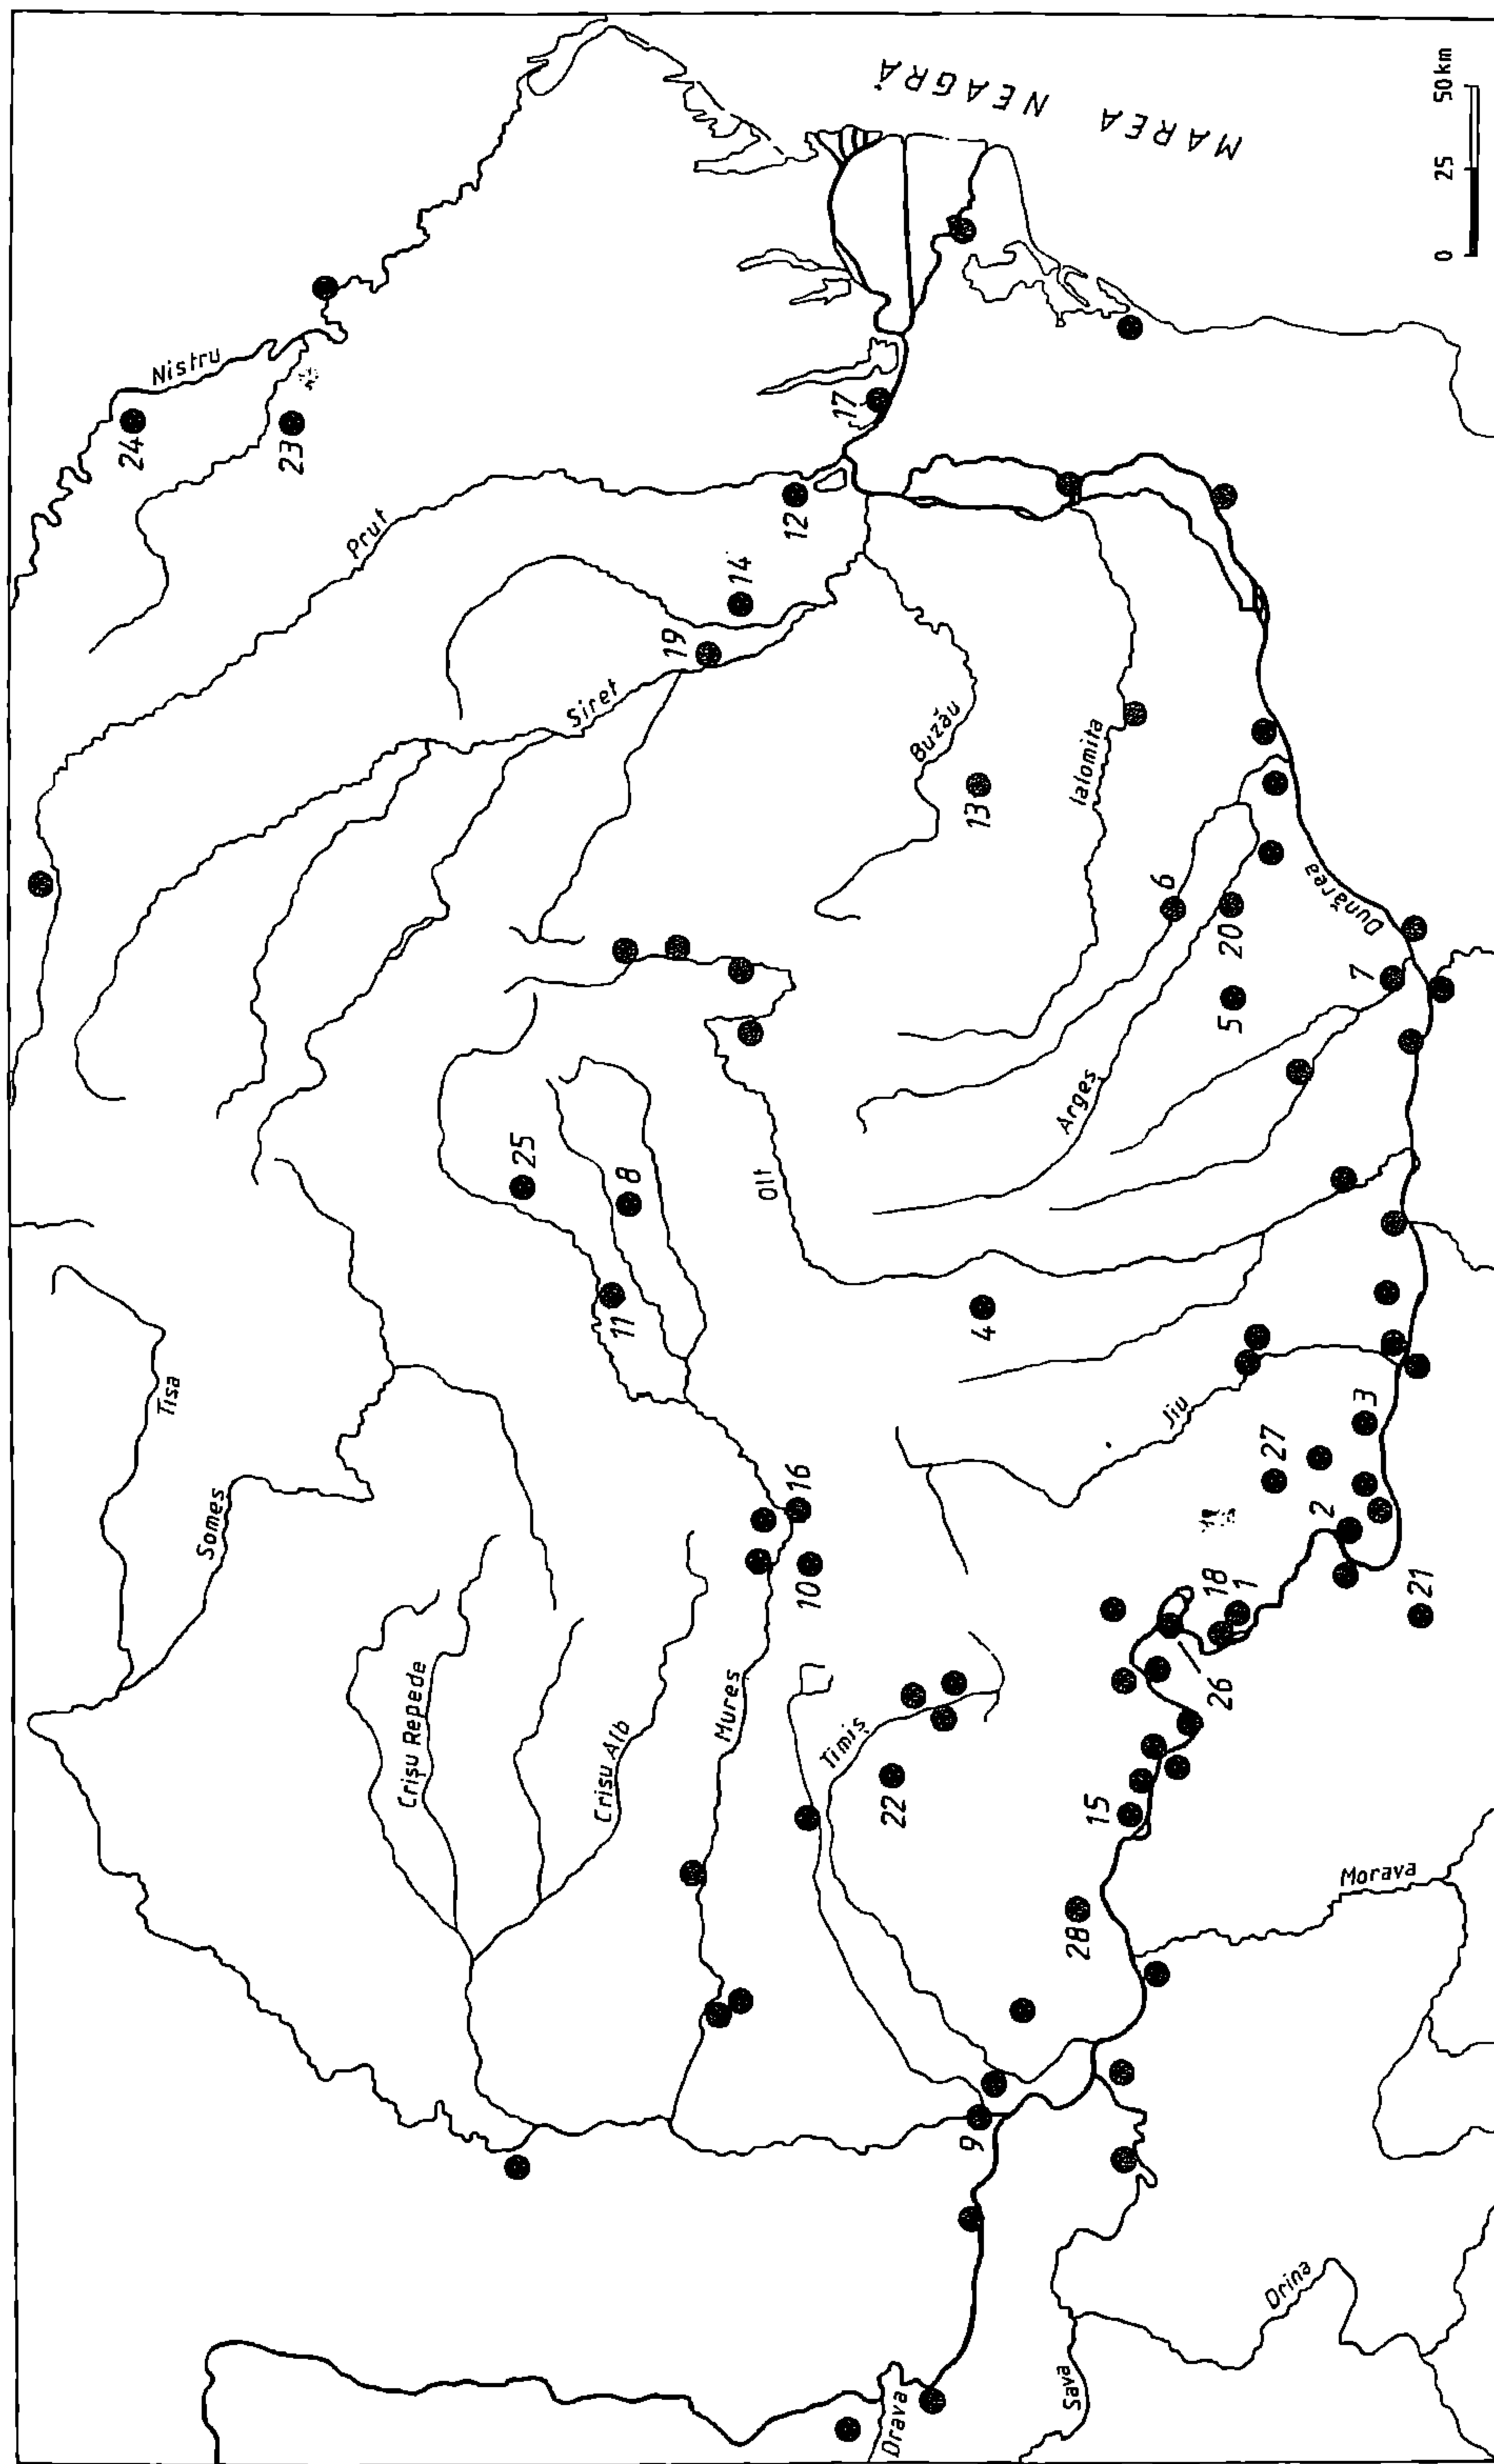 Nistru
24
23
Prut
12
14
19
Siret
17
MAREA NEAGRĂ
0 25 50 km
Buzău
13
Ialomita
6
20
5
7
Dunărea
Argeș
Olt
25
8
11
4
Tisa
Someș
Crișu Repede
Crișu Alb
Mureș
16
10
Jiu
3
27
2
18
1
21
26
Timiș
22
15
28
Morava
9
Drava
Sava
Drina